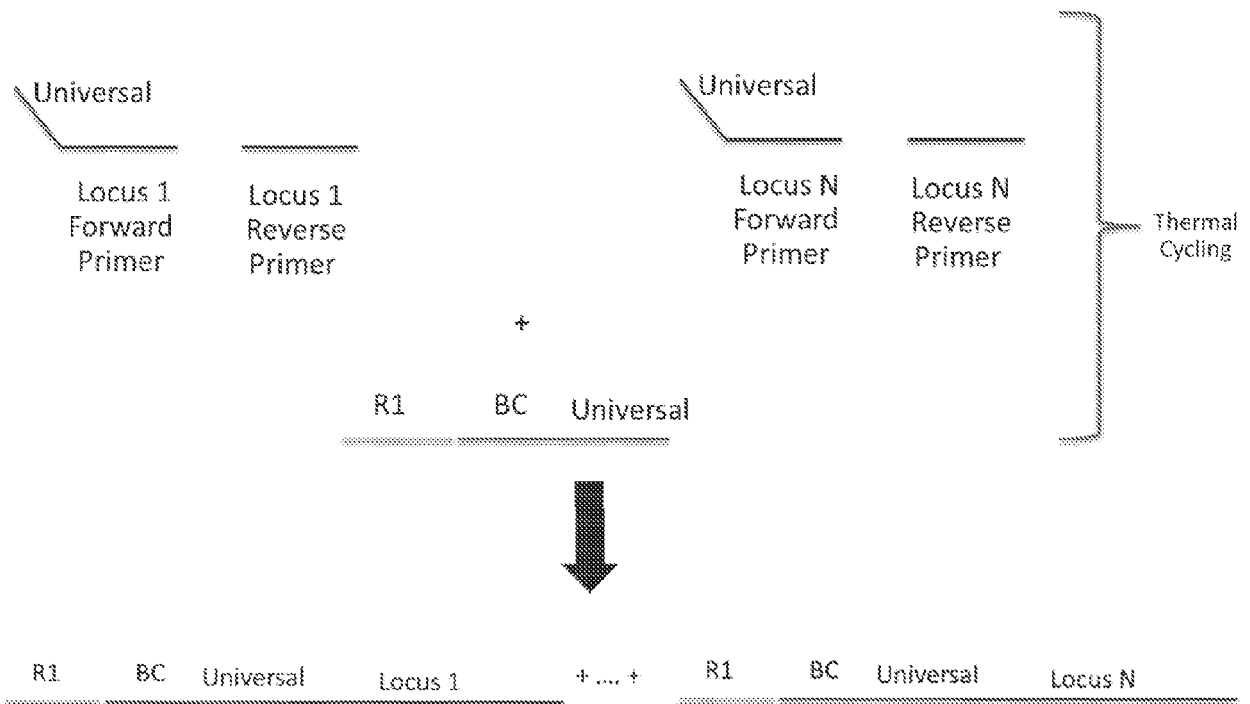 Universal
Universal
Locus 1
Forward
Primer
Locus 1
Reverse
Primer
Locus N
Forward
Primer
Locus N
Reverse
Primer
Thermal
Cycling
+
R1 BC Universal
R1 BC Universal Locus 1 + .... + R1 BC Universal Locus N